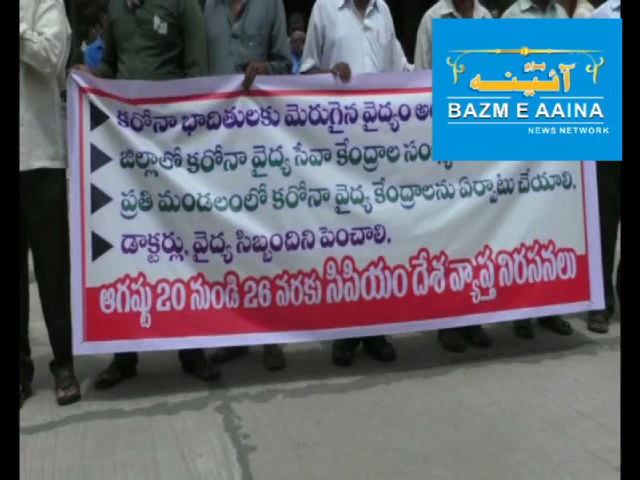 కరోనా భాదితులకు మెరుగైన వైద్యం
జిల్లాలో కరోనా వైద్య సేవా కేంద్రాల
ప్రతి మండలంలో కరోనా వైద్య కేంద్రాలను ఏర్పాటు చేయాలి.
డాక్టర్లు, వైద్య సిబ్బందిని పెంచాలి.
ఆగష్టు 20 నుండి 26 వరకు సిపియం దేశ వ్యాప్త నిరసనలు
آئینہ
BAZM E AAINA
NEWS NETWORK